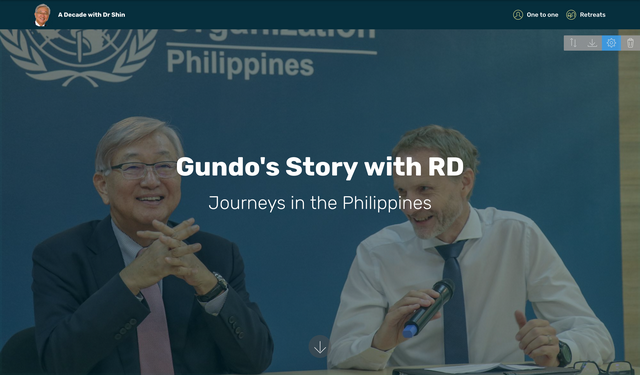 A Decade with Dr Shin
One to one
Retreats
Organization
Philippines
Gundo's Story with RD
Journeys in the Philippines